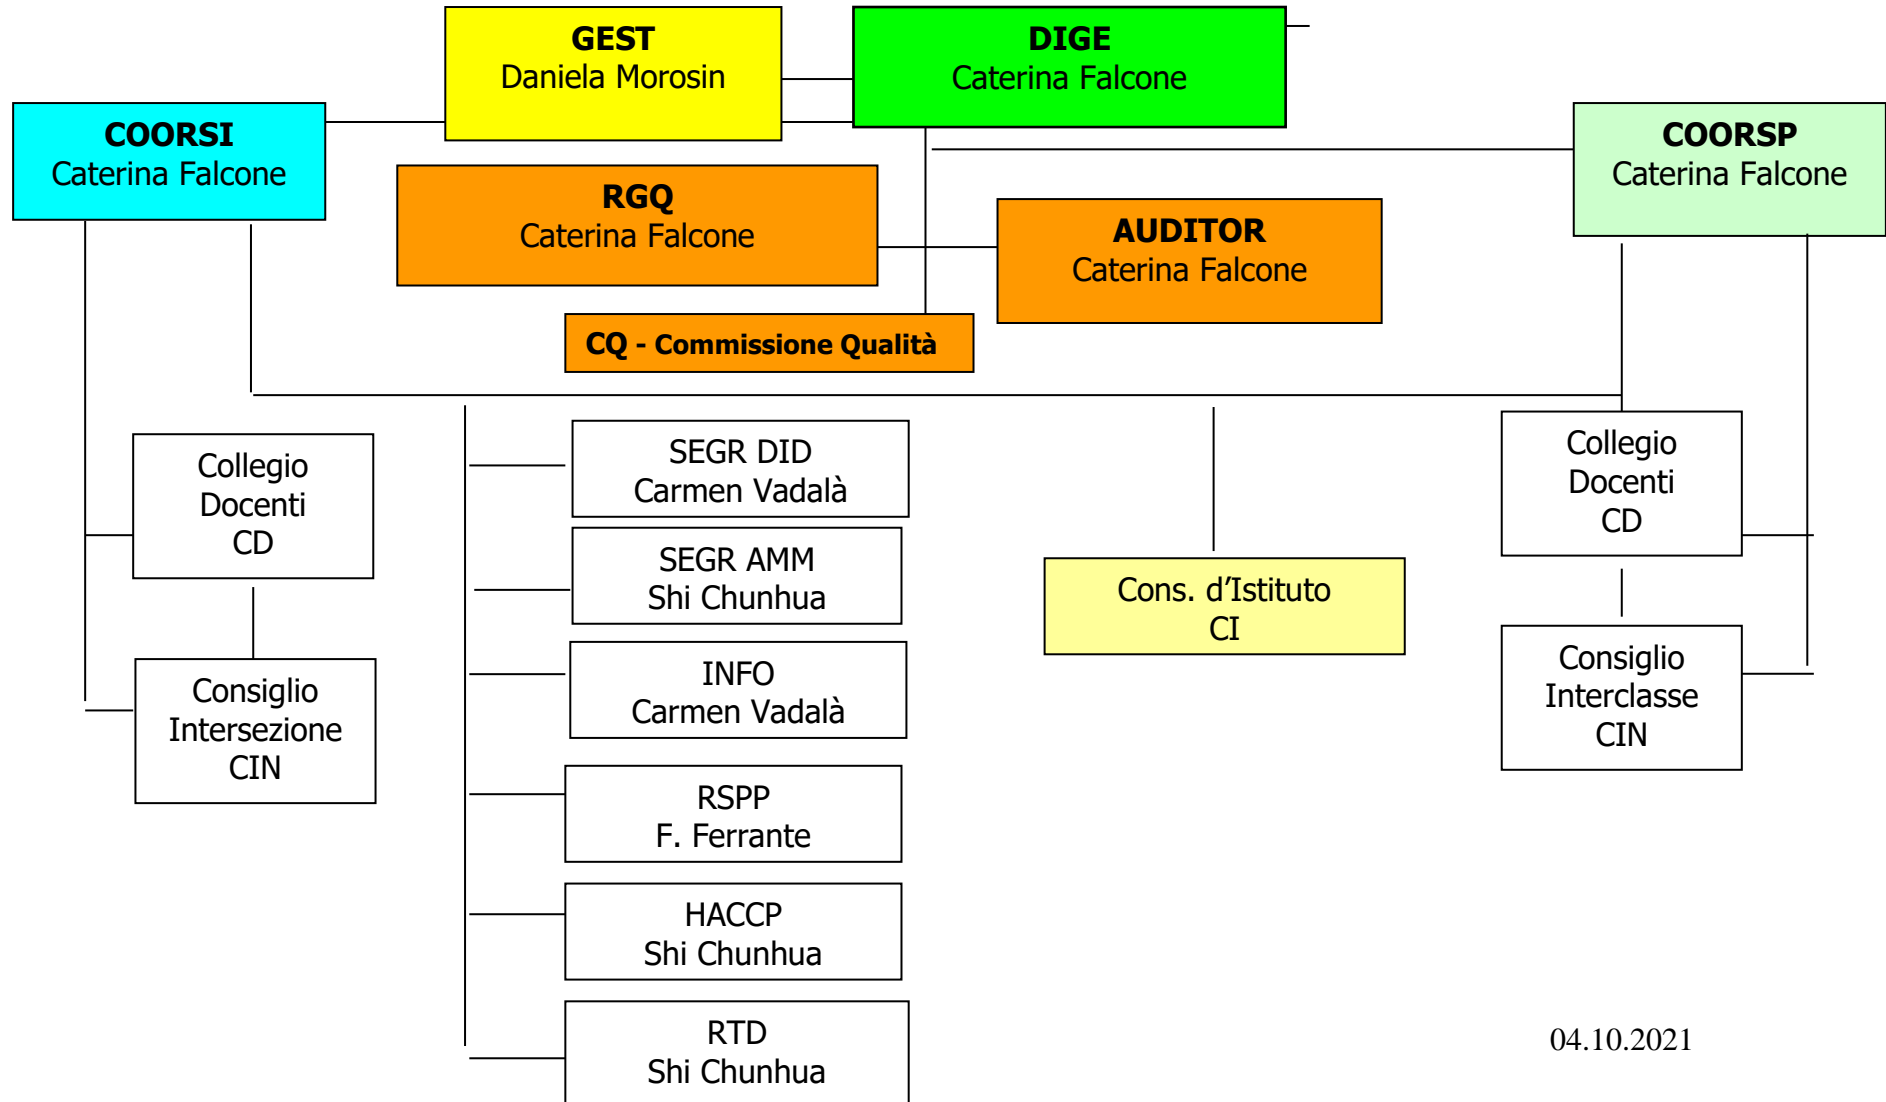 GEST
Daniela Morosin
DIGE
Caterina Falcone
COORSI
Caterina Falcone
COORSP
Caterina Falcone
RGQ
Caterina Falcone
AUDITOR
Caterina Falcone
CQ - Commissione Qualità
Collegio
Docenti
CD
Consiglio
Intersezione
CIN
SEGR DID
Carmen Vadalà
SEGR AMM
Shi Chunhua
INFO
Carmen Vadalà
RSPP
F. Ferrante
HACCP
Shi Chunhua
RTD
Shi Chunhua
Cons. d’Istituto
CI
Collegio
Docenti
CD
Consiglio
Interclasse
CIN
04.10.2021